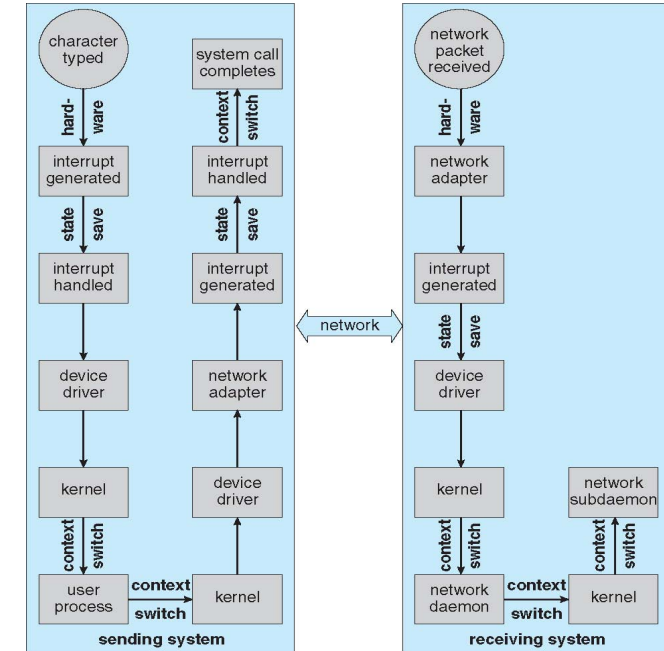 character
typed
hard-
ware
interrupt
generated
state
save
interrupt
handled
device
driver
kernel
context
switch
user
process
context
switch
kernel
device
driver
network
adapter
interrupt
generated
state
save
interrupt
handled
context
switch
system call
completes
sending system
network
network
packet
received
hard-
ware
network
adapter
interrupt
generated
state
save
device
driver
kernel
context
switch
network
daemon
context
switch
kernel
context
switch
network
subdaemon
receiving system